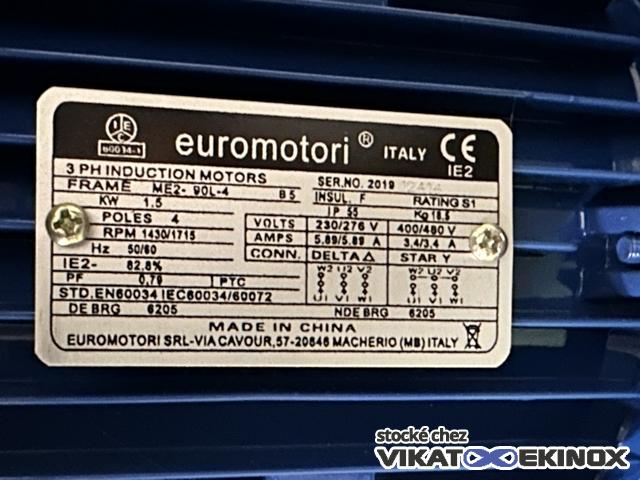 I E C
60034-1
euromotori ® ITALY CE
IE2
3 PH INDUCTION MOTORS SER.NO. 2019
FRAME ME2- 90L-4 B5 INSUL. F RATING S1
KW 1.5 IP 55 Kg 18.5
POLES 4 VOLTS 230/276 V 400/480 V
RPM 1430/1715 AMPS 5.89/5.89 A 3,4/3.4 A
Hz 50/60 CONN. DELTA △ STAR Y
IE2- 82,8% W2 U2 V2 W2 U2 V2
PF 0,79 1 PTC U1 V1 W1 U1 V1 W1
STD.EN60034 IEC60034/60072
DE BRG 6205 NDE BRG 6205
MADE IN CHINA
EUROMOTORI SRL-VIA CAVOUR,57-20846 MACHERIO (MB) ITALY
stocké chez
VIKATOO EKINOX